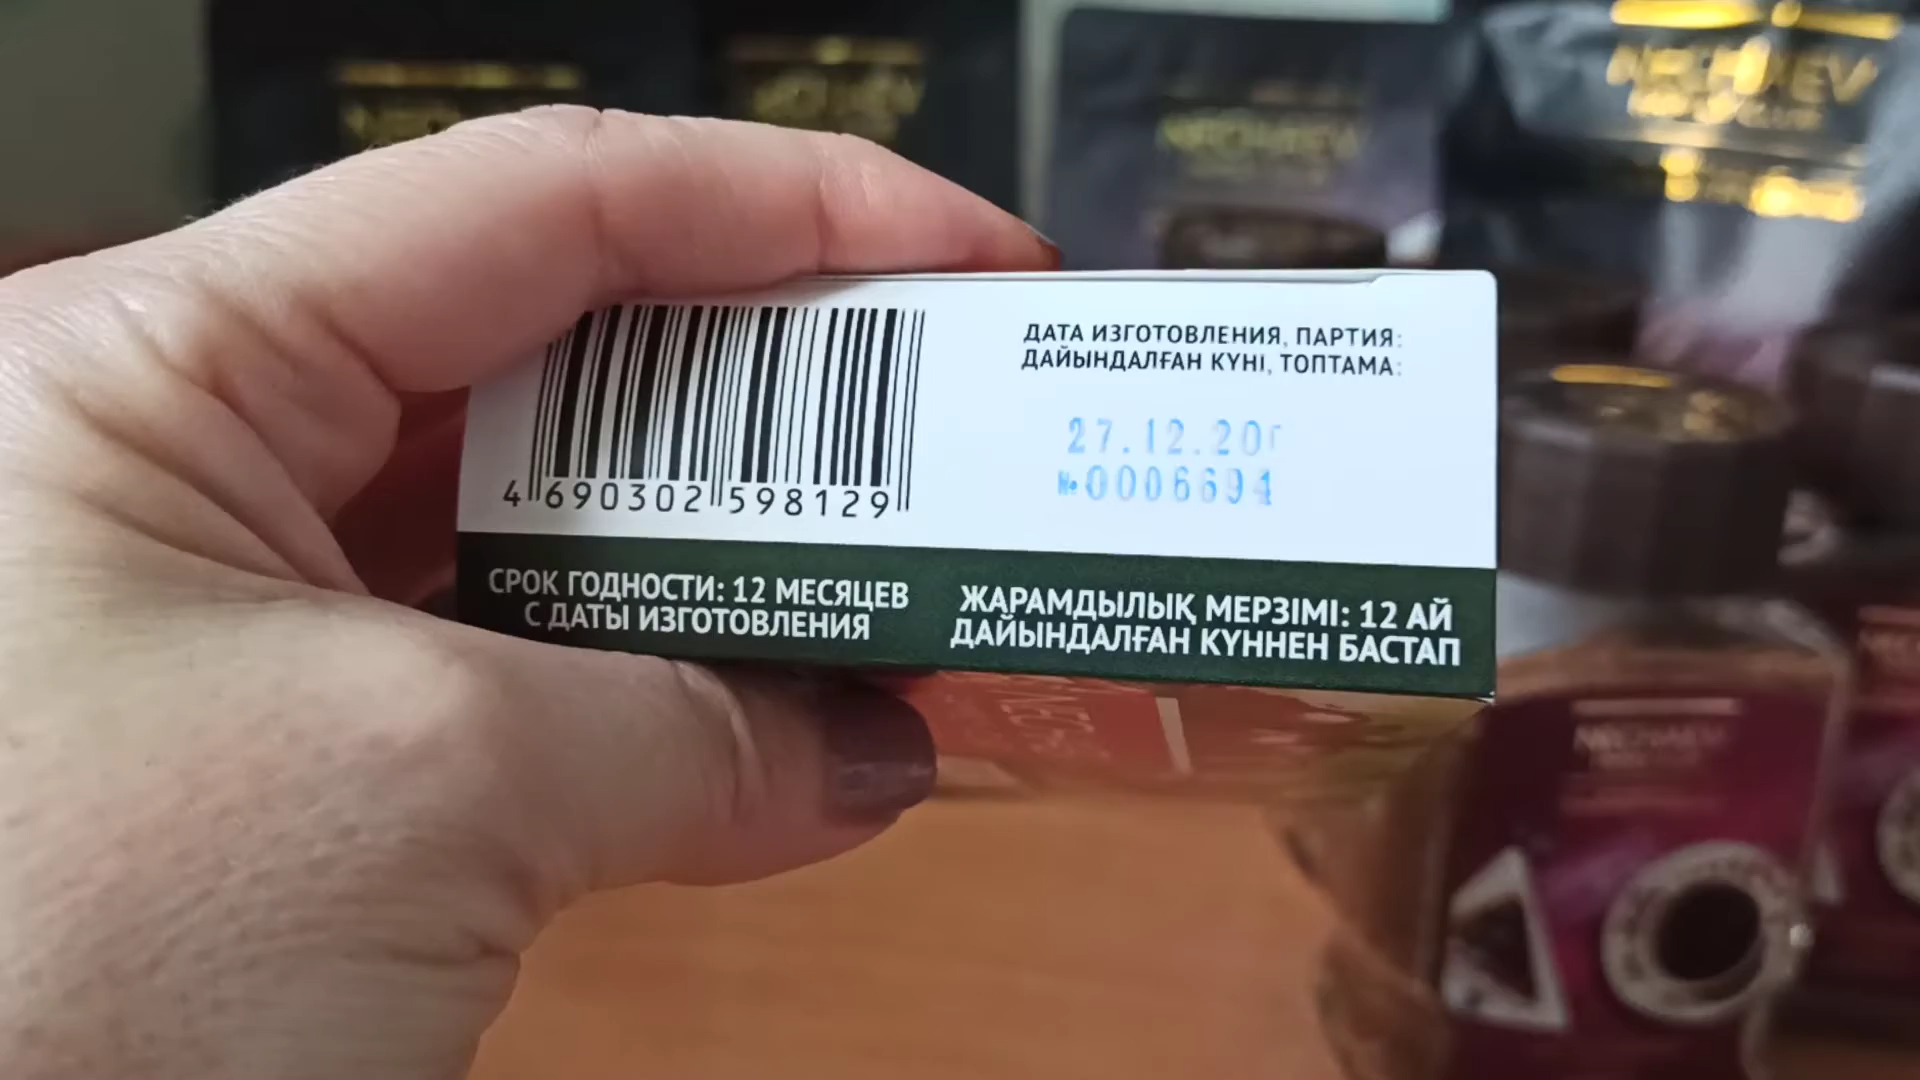 NECHAEV
ДАТА ИЗГОТОВЛЕНИЯ, ПАРТИЯ:
ДАЙЫНДАЛҒАН КҮНІ, ТОПТАМА:
27.12.20г
№0006694
4 690302 598129
СРОК ГОДНОСТИ: 12 МЕСЯЦЕВ
С ДАТЫ ИЗГОТОВЛЕНИЯ
ЖАРАМДЫЛЫҚ МЕРЗІМІ: 12 АЙ
ДАЙЫНДАЛҒАН КҮННЕН БАСТАП